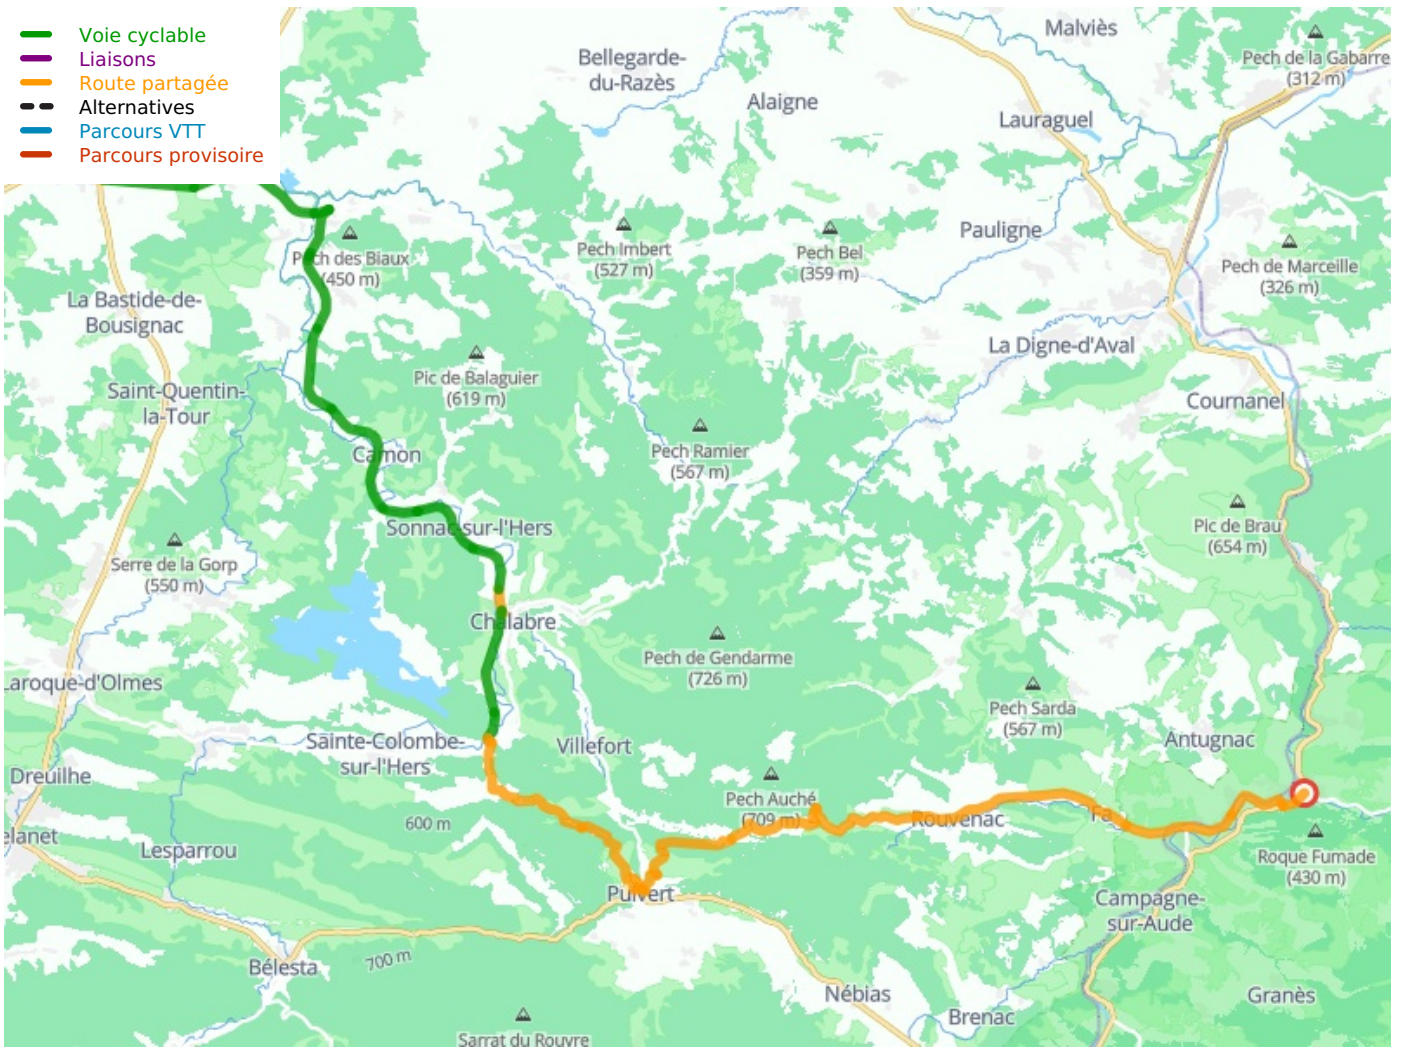 Voie cyclable
Liaisons
Route partagée
Alternatives
Parcours VTT
Parcours provisoire
Malviès
Bellegarde-
du-Razès
Pech de la Gabarre
(312 m)
Alaigne
Lauraguel
Pech Imbert
(527 m)
Pech Bel
(359 m)
Pauligne
Pech des Biaux
(450 m)
Pech de Marceille
(326 m)
La Bastide-de-
Bousignac
La Digne-d'Aval
Pic de Balaguier
(619 m)
Saint-Quentin-
la-Tour
Cournanel
Pech Ramier
(567 m)
Camon
Sonnac-sur-l'Hers
Pic de Brau
(654 m)
Serre de la Gorp
(550 m)
Chalabre
Pech de Gendarme
(726 m)
Laroque-d'Olmes
Pech Sarda
(567 m)
Sainte-Colombe-
sur-l'Hers
Villefort
Antugnac
Dreuilhe
Pech Auché
(709 m)
600 m
Rouvenac
Fa
elanet
Lesparrou
Roque Fumade
(430 m)
Puivert
Campagne-
sur-Aude
700 m
Bélesta
Nébias
Granès
Brenac
Sarrat du Rouyre